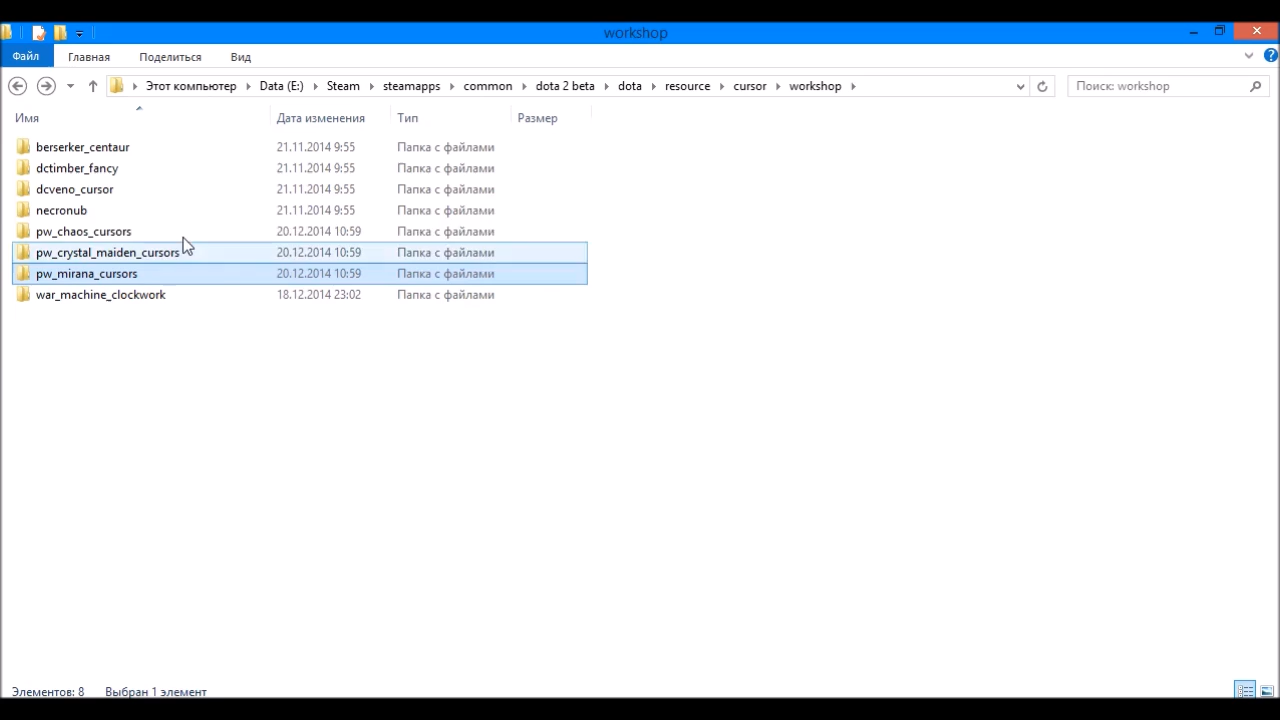 workshop
Файл Главная Поделиться Вид
Этот компьютер Data (E:) Steam steamapps common dota 2 beta dota resource cursor workshop Поиск: workshop
Имя Дата изменения Тип Размер
berserker_centaur 21.11.2014 9:55 Папка с файлами
dctimber_fancy 21.11.2014 9:55 Папка с файлами
dcveno_cursor 21.11.2014 9:55 Папка с файлами
necronub 21.11.2014 9:55 Папка с файлами
pw_chaos_cursors 20.12.2014 10:59 Папка с файлами
pw_crystal_maiden_cursors 20.12.2014 10:59 Папка с файлами
pw_mirana_cursors 20.12.2014 10:59 Папка с файлами
war_machine_clockwork 18.12.2014 23:02 Папка с файлами
Элементов: 8 Выбран 1 элемент